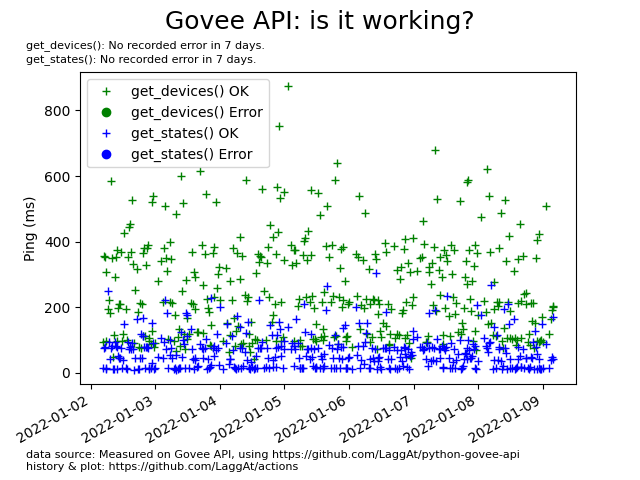 Govee API: is it working?
get_devices(): No recorded error in 7 days.
get_states(): No recorded error in 7 days.
get_devices() OK
get_devices() Error
get_states() OK
get_states() Error
Ping (ms)
800
600
400
200
0
2022-01-02
2022-01-03
2022-01-04
2022-01-05
2022-01-06
2022-01-07
2022-01-08
2022-01-09
data source: Measured on Govee API, using https://github.com/LaggAt/python-govee-api
history & plot: https://github.com/LaggAt/actions